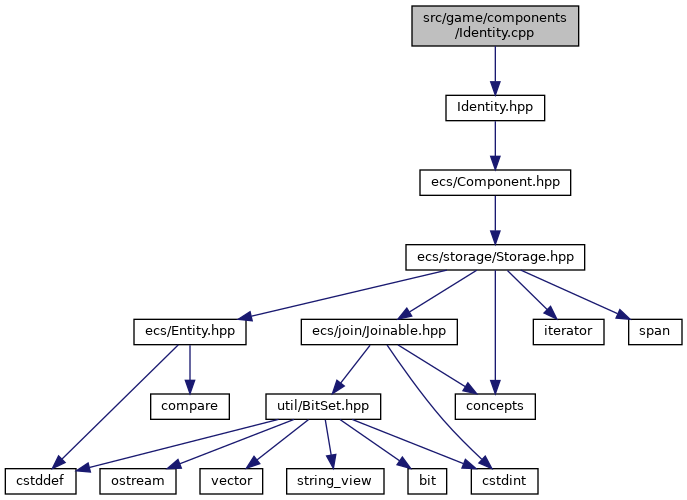 src/game/components
/Identity.cpp
Identity.hpp
ecs/Component.hpp
ecs/storage/Storage.hpp
ecs/Entity.hpp
ecs/join/Joinable.hpp
iterator
span
compare
util/BitSet.hpp
concepts
cstddef
ostream
vector
string_view
bit
cstdint